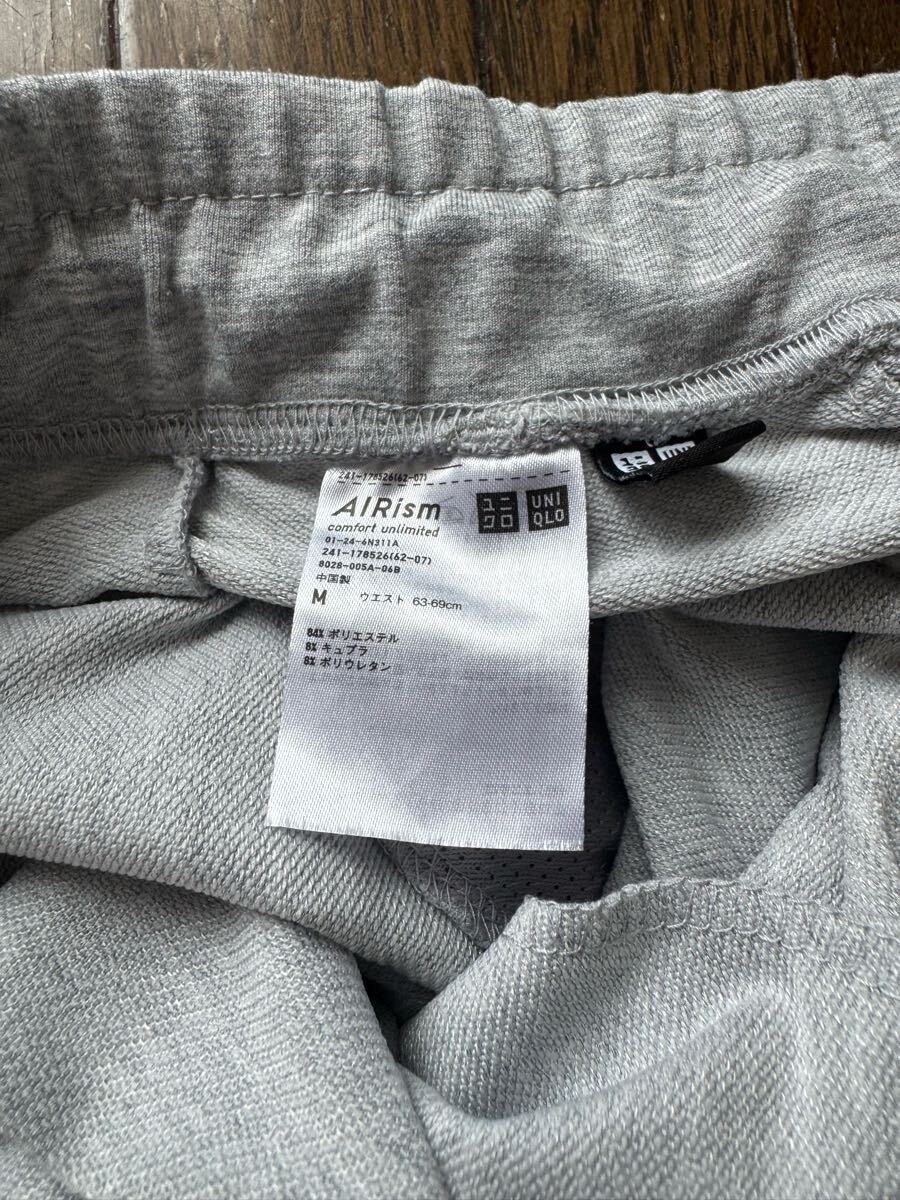 241-178526(62-07)
AIRism
comfort unlimited
ユニ
クロ
UNI
QLO
01-24-6N311A
241-178526(62-07)
8028-005A-06B
中国製
M ウエスト 63-69cm
84% ポリエステル
8% キュプラ
8% ポリウレタン